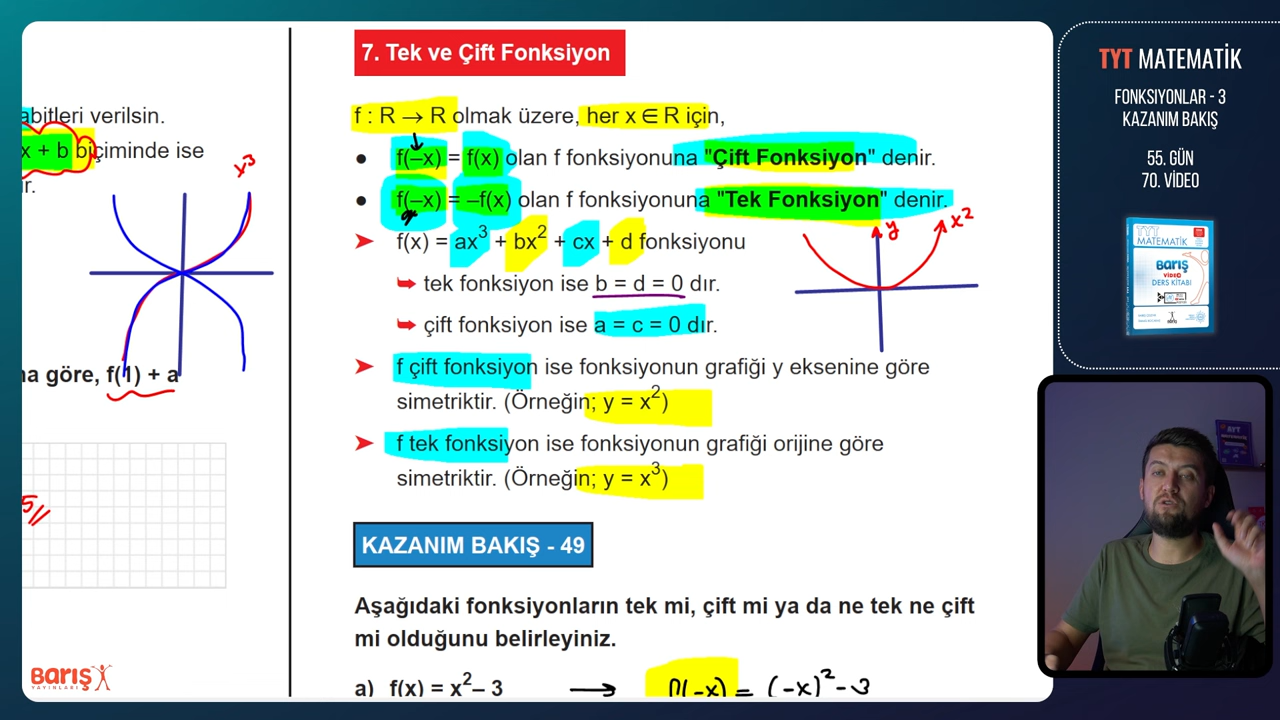 7. Tek ve Çift Fonksiyon
f : R → R olmak üzere, her x ∈ R için,
• f(–x) = f(x) olan f fonksiyonuna "Çift Fonksiyon" denir.
• f(–x) = –f(x) olan f fonksiyonuna "Tek Fonksiyon" denir.
➤ f(x) = ax³ + bx² + cx + d fonksiyonu
➥ tek fonksiyon ise b = d = 0 dır.
➥ çift fonksiyon ise a = c = 0 dır.
y
x²
➤ f çift fonksiyon ise fonksiyonun grafiği y eksenine göre
simetriktir. (Örneğin; y = x²)
➤ f tek fonksiyon ise fonksiyonun grafiği orijine göre
simetriktir. (Örneğin; y = x³)
KAZANIM BAKIŞ - 49
Aşağıdaki fonksiyonların tek mi, çift mi ya da ne tek ne çift
mi olduğunu belirleyiniz.
a) f(x) = x² – 3 → f(-x) = (-x)² - 3
abitleri verilsin.
x + b biçiminde ise
ir.
x³
na göre, f(1) + a
5//
BARIŞ
YAYINLARI
TYT MATEMATİK
FONKSIYONLAR - 3
KAZANIM BAKIŞ
55. GÜN
70. VİDEO
TYT
MATEMATİK
BARIŞ
VİDEO
DERS KİTABI